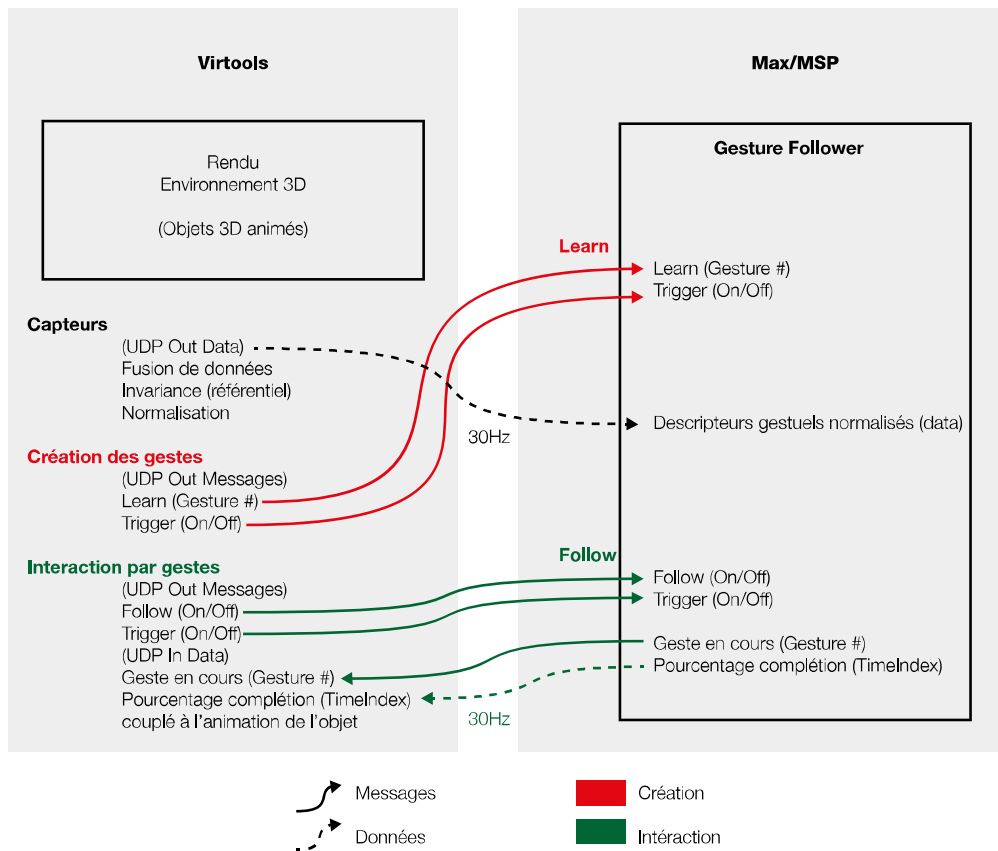 Virtools
Rendu
Environnement 3D
(Objets 3D animés)
Capteurs
(UDP Out Data)
Fusion de données
Invariance (référentiel)
Normalisation
Création des gestes
(UDP Out Messages)
Learn (Gesture #)
Trigger (On/Off)
Interaction par gestes
(UDP Out Messages)
Follow (On/Off)
Trigger (On/Off)
(UDP In Data)
Geste en cours (Gesture #)
Pourcentage complétion (TimeIndex)
couplé à l'animation de l'objet
30Hz
30Hz
Max/MSP
Gesture Follower
Learn
Learn (Gesture #)
Trigger (On/Off)
Descripteurs gestuels normalisés (data)
Follow
Follow (On/Off)
Trigger (On/Off)
Geste en cours (Gesture #)
Pourcentage complétion (TimeIndex)
Messages
Données
Création
Intéraction